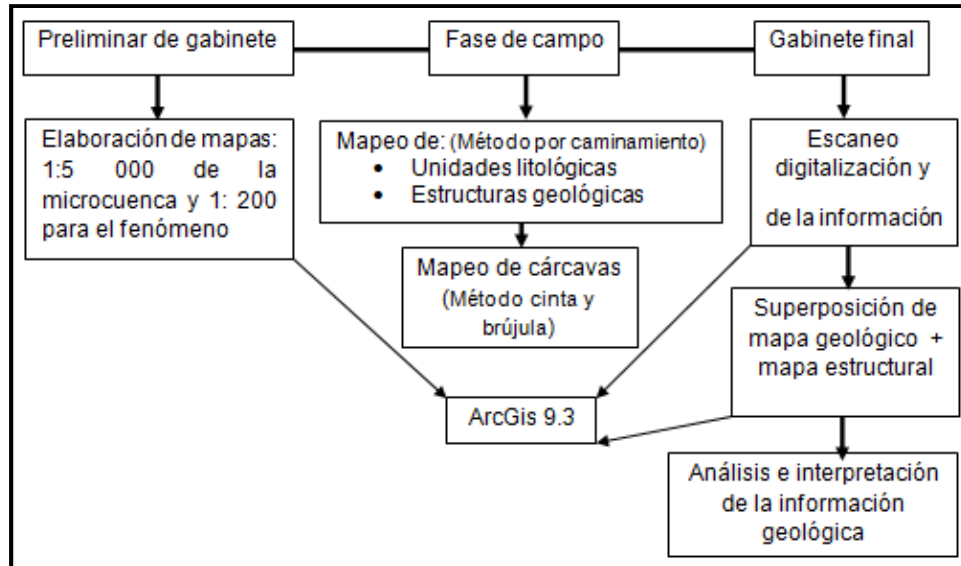 Preliminar de gabinete
Fase de campo
Gabinete final
Elaboración de mapas:
1:5 000 de la
microcuenca y 1: 200
para el fenómeno
Mapeo de: (Método por caminamiento)
• Unidades litológicas
• Estructuras geológicas
Mapeo de cárcavas
(Método cinta y
brújula)
Escaneo
digitalización y
de la información
Superposición de
mapa geológico +
mapa estructural
ArcGis 9.3
Análisis e interpretación
de la información
geológica